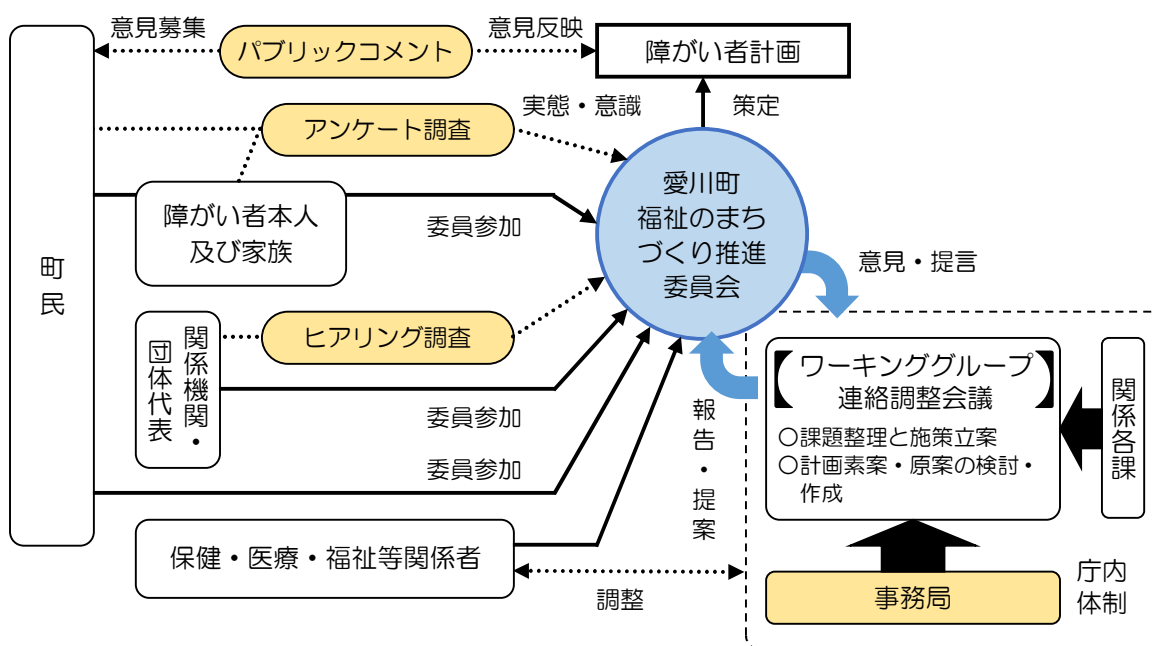 意見募集
パブリックコメント
意見反映
障がい者計画
アンケート調査
実態・意識
策定
障がい者本人
及び家族
委員参加
愛川町
福祉のまち
づくり推進
委員会
町民
意見・提言
関係機関・
団体代表
ヒアリング調査
委員参加
委員参加
報告・提案
ワーキンググループ
連絡調整会議
○課題整理と施策立案
○計画素案・原案の検討・
作成
関係各課
保健・医療・福祉等関係者
調整
事務局
庁内
体制